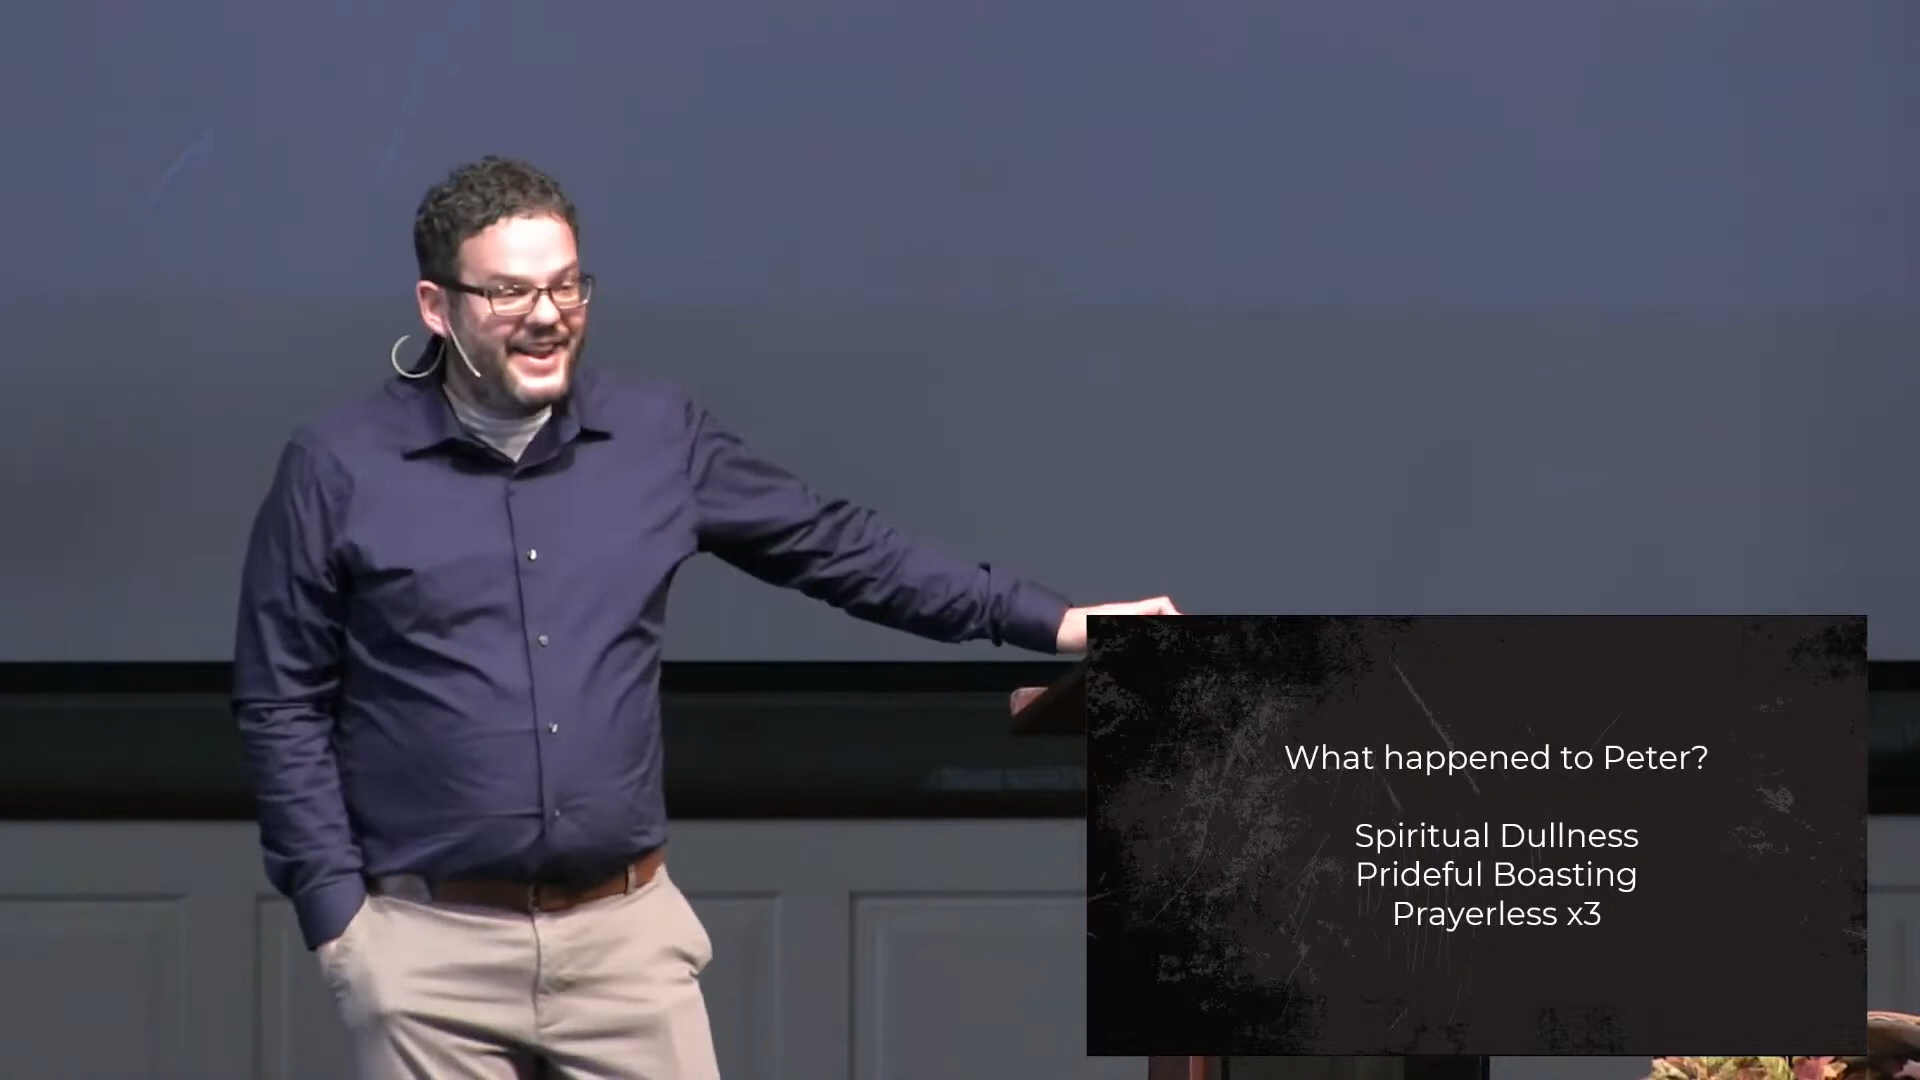 What happened to Peter?
Spiritual Dullness
Prideful Boasting
Prayerless x3